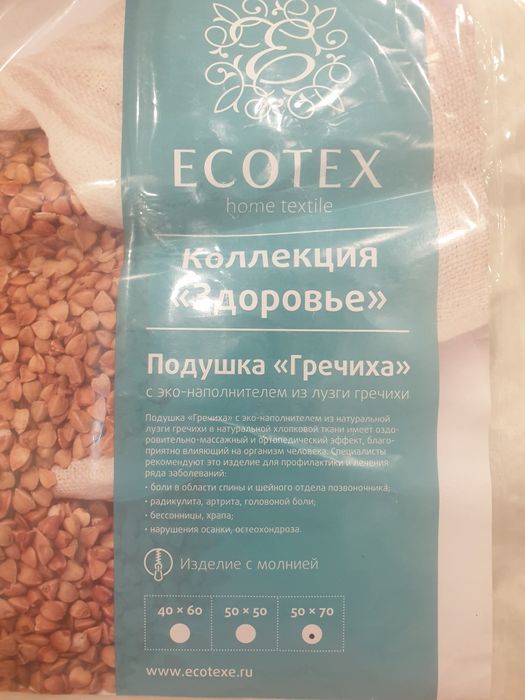 ECOTEX
home textile
Коллекция
«Здоровье»
Подушка «Гречиха»
с эко-наполнителем из лузги гречихи
Подушка «Гречиха» с эко-наполнителем из натуральной
лузги гречихи в натуральной хлопковой ткани имеет оздо-
ровительно-массажный и ортопедический эффект, благо-
приятно влияющий на организм человека. Специалисты
рекомендуют это изделие для профилактики и лечения
ряда заболеваний:
• боли в области спины и шейного отдела позвоночника;
• радикулита, артрита, головоной боли;
• бессонницы, храпа;
• нарушения осанки, остеохондроза.
Изделие с молнией
40 × 60 50 × 50 50 × 70
www.ecotexe.ru